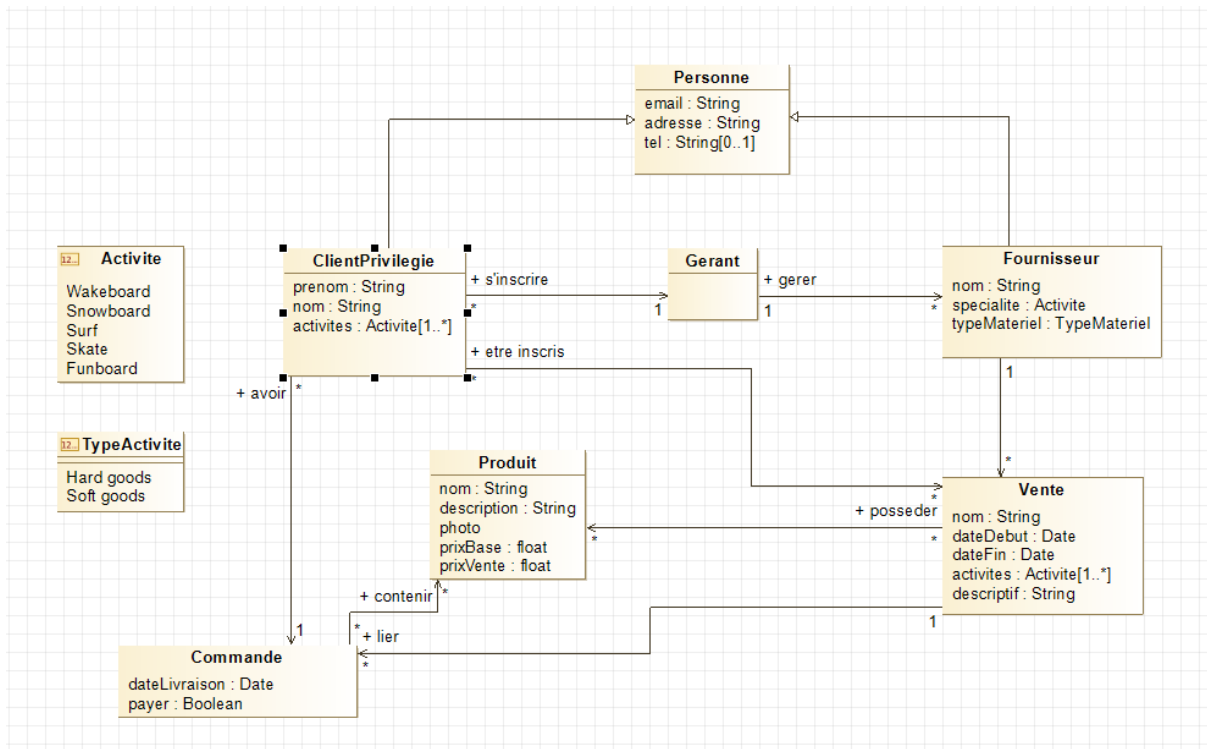 Personne
email : String
adresse : String
tel : String[0..1]
12... Activite
Wakeboard
Snowboard
Surf
Skate
Funboard
ClientPrivilegie
prenom : String
nom : String
activites : Activite[1..*]
+ s'inscrire
*
1
Gerant
+ gerer
1
*
Fournisseur
nom : String
specialite : Activite
typeMateriel : TypeMateriel
+ etre inscris
*
*
+ avoir
*
1
1
*
12... TypeActivite
Hard goods
Soft goods
Produit
nom : String
description : String
photo
prixBase : float
prixVente : float
+ posseder
*
*
Vente
nom : String
dateDebut : Date
dateFin : Date
activites : Activite[1..*]
descriptif : String
+ contenir
*
*
+ lier
*
1
Commande
dateLivraison : Date
payer : Boolean